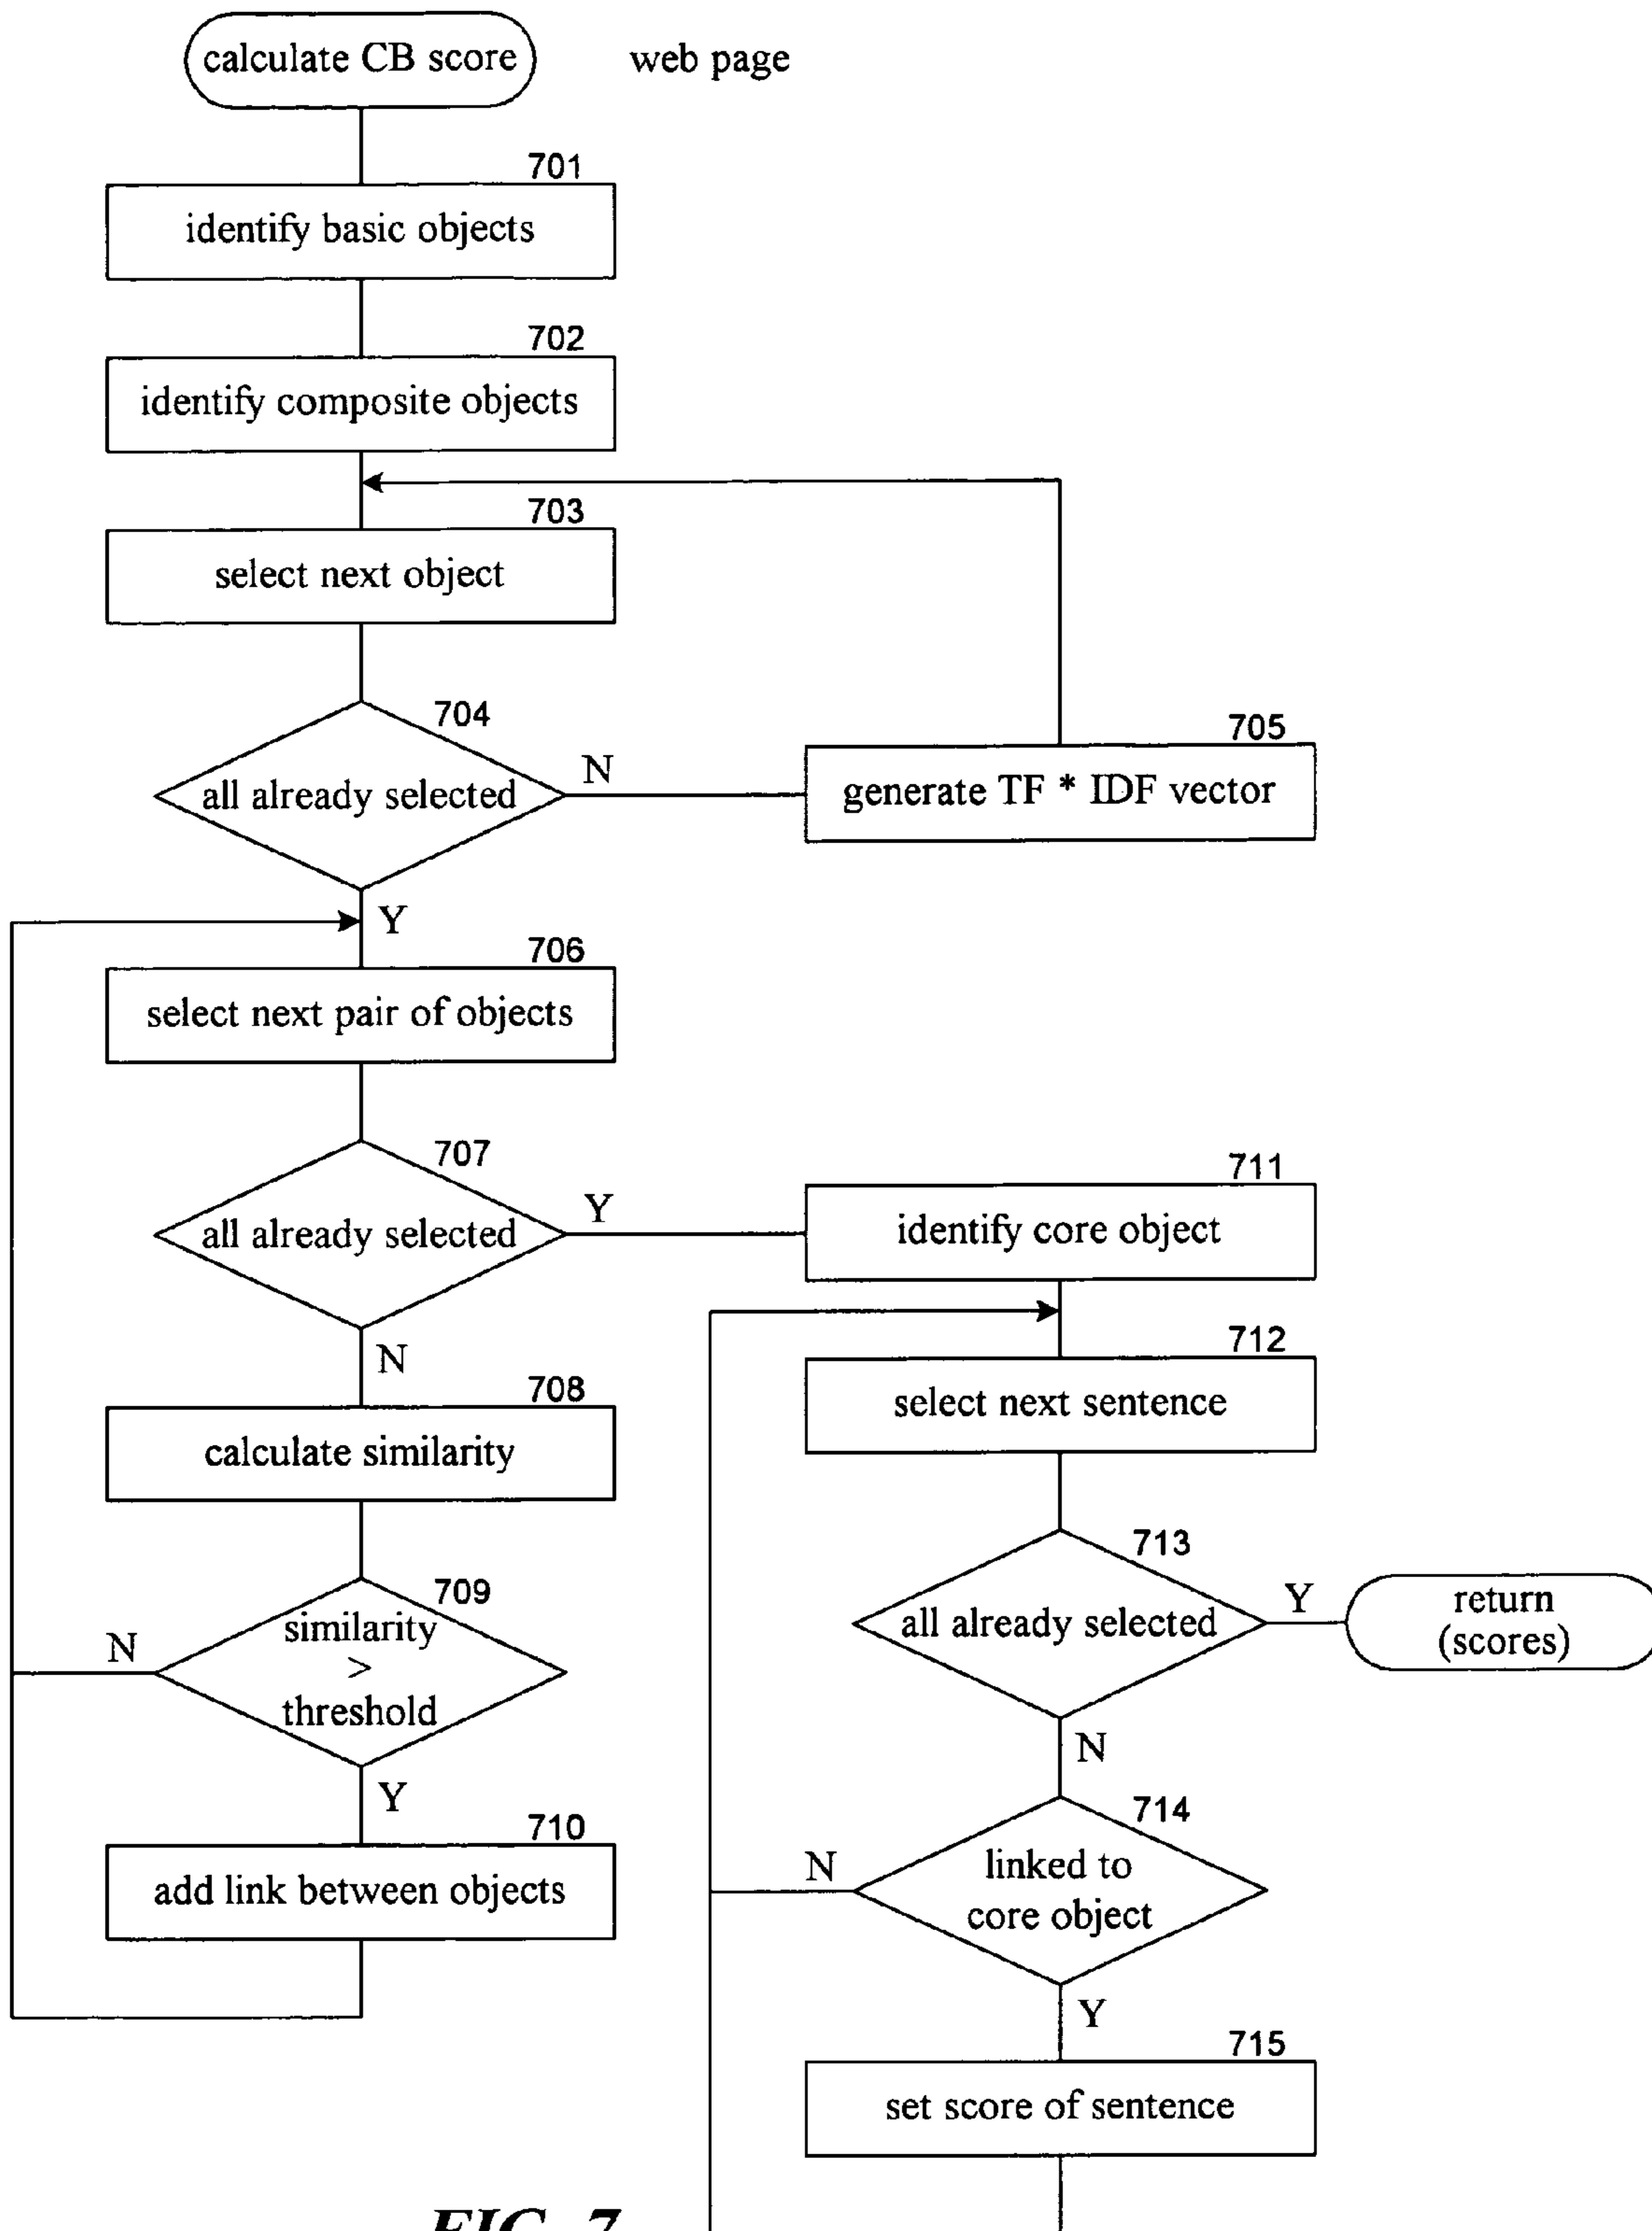 calculate CB score
web page
701
identify basic objects
702
identify composite objects
703
select next object
704
all already selected
N
705
generate TF * IDF vector
Y
706
select next pair of objects
707
all already selected
Y
711
identify core object
N
712
select next sentence
708
calculate similarity
713
all already selected
Y
return
(scores)
709
similarity
>
threshold
N
Y
N
714
linked to
core object
N
710
add link between objects
Y
715
set score of sentence
FIG. 7